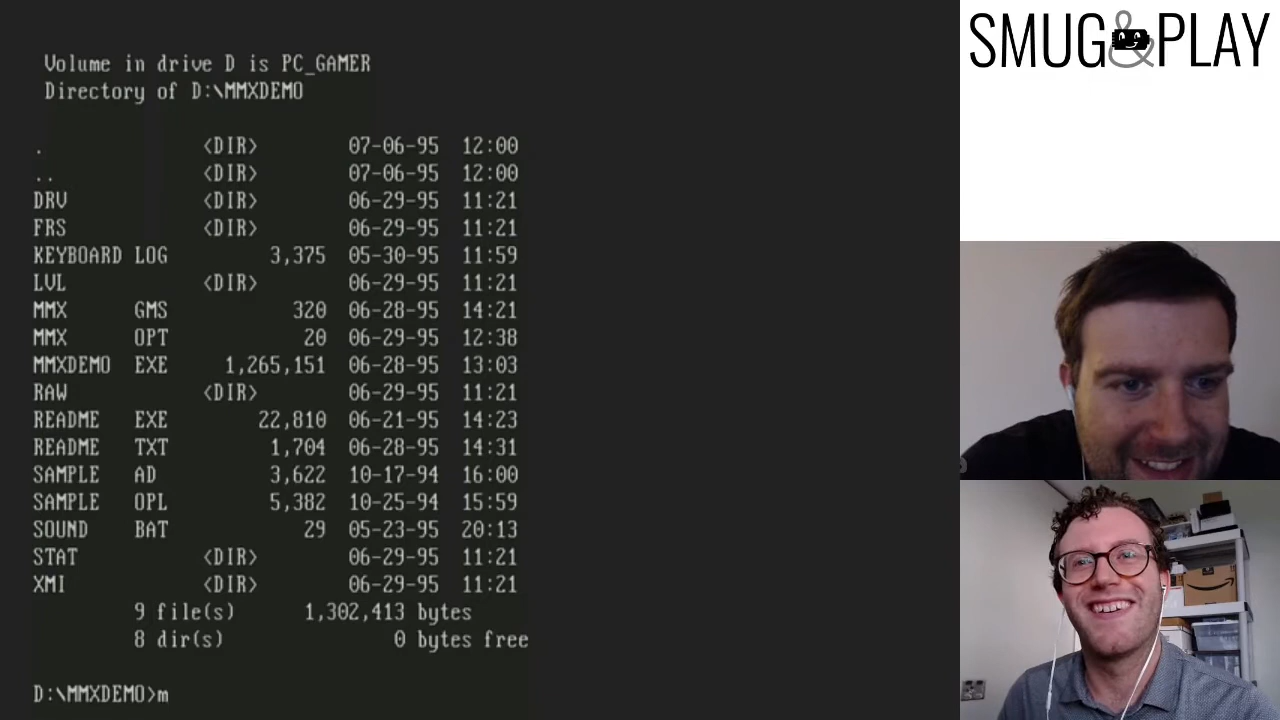 Volume in drive D is PC_GAMER
Directory of D:\MMXDEMO
. <DIR> 07-06-95 12:00
.. <DIR> 07-06-95 12:00
DRV <DIR> 06-29-95 11:21
FRS <DIR> 06-29-95 11:21
KEYBOARD LOG 3,375 05-30-95 11:59
LVL <DIR> 06-29-95 11:21
MMX GMS 320 06-28-95 14:21
MMX OPT 20 06-29-95 12:38
MMXDEMO EXE 1,265,151 06-28-95 13:03
RAW <DIR> 06-29-95 11:21
README EXE 22,810 06-21-95 14:23
README TXT 1,704 06-28-95 14:31
SAMPLE AD 3,622 10-17-94 16:00
SAMPLE OPL 5,382 10-25-94 15:59
SOUND BAT 29 05-23-95 20:13
STAT <DIR> 06-29-95 11:21
XMI <DIR> 06-29-95 11:21
9 file(s) 1,302,413 bytes
8 dir(s) 0 bytes free
D:\MMXDEMO>m
SMUG&PLAY